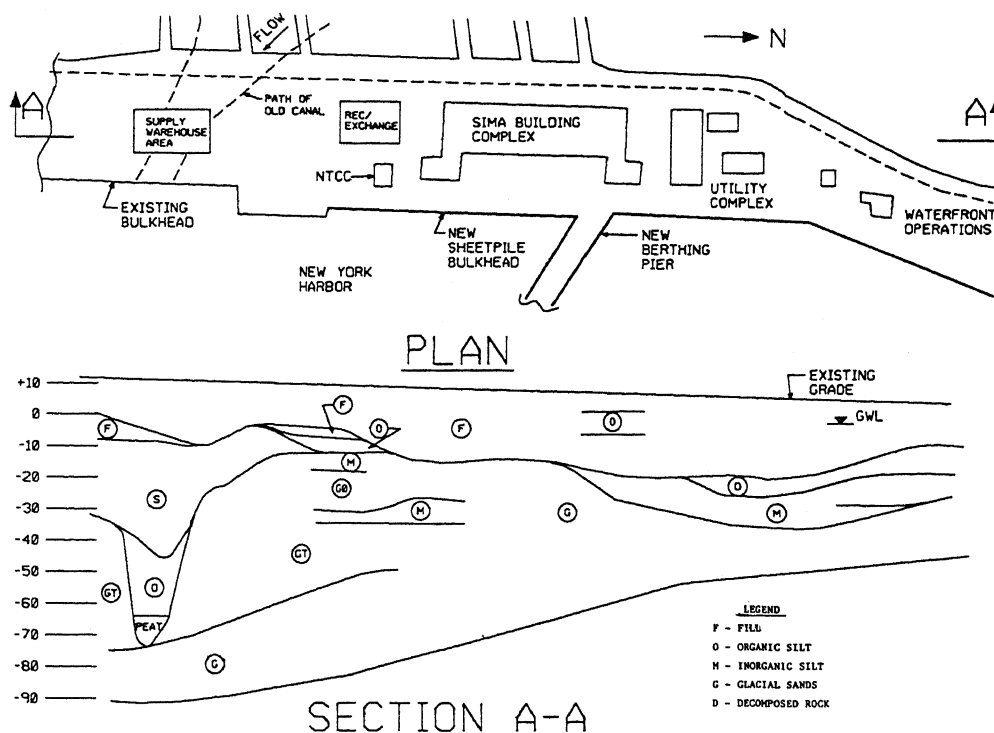 FLOW
N
A
A
PATH OF
OLD CANAL
SUPPLY
WAREHOUSE
AREA
REC/
EXCHANGE
SIMA BUILDING
COMPLEX
NTCC
UTILITY
COMPLEX
WATERFRONT
OPERATIONS
EXISTING
BULKHEAD
NEW
SHEETPILE
BULKHEAD
NEW
BERTHING
PIER
NEW YORK
HARBOR
PLAN
EXISTING
GRADE
GWL
+10
0
-10
-20
-30
-40
-50
-60
-70
-80
-90
F
F
O
F
O
M
S
GO
M
G
O
M
GT
GT
O
PEAT
G
LEGEND
F - FILL
O - ORGANIC SILT
M - INORGANIC SILT
G - GLACIAL SANDS
D - DECOMPOSED ROCK
SECTION A-A